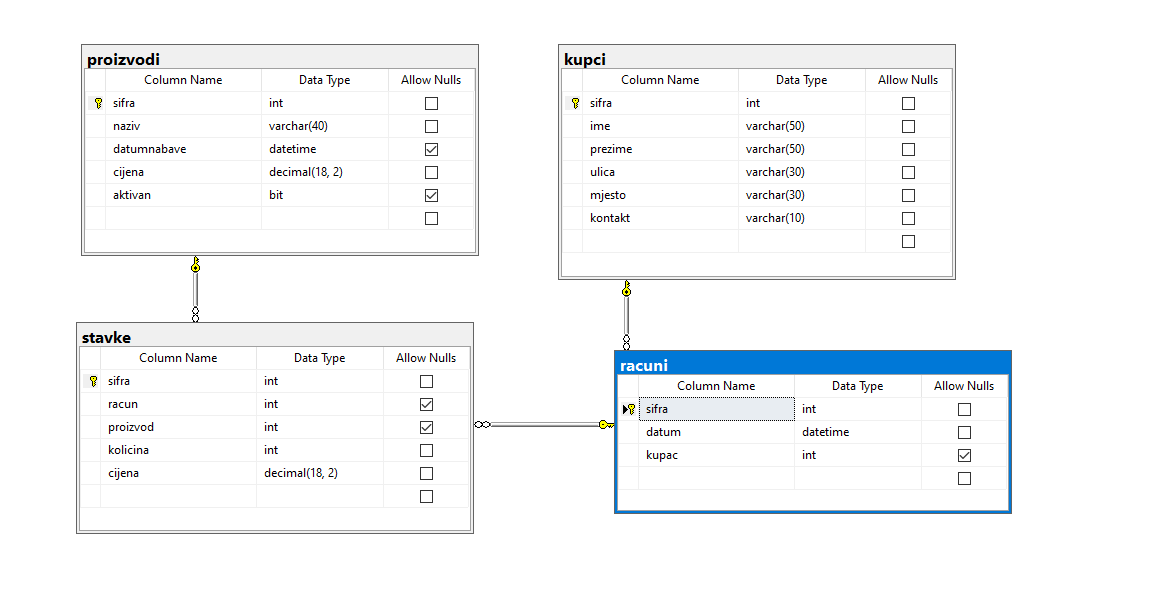 proizvodi
Column Name Data Type Allow Nulls
sifra int
naziv varchar(40)
datumnabave datetime
cijena decimal(18, 2)
aktivan bit
kupci
Column Name Data Type Allow Nulls
sifra int
ime varchar(50)
prezime varchar(50)
ulica varchar(30)
mjesto varchar(30)
kontakt varchar(10)
stavke
Column Name Data Type Allow Nulls
sifra int
racun int
proizvod int
kolicina int
cijena decimal(18, 2)
racuni
Column Name Data Type Allow Nulls
sifra int
datum datetime
kupac int